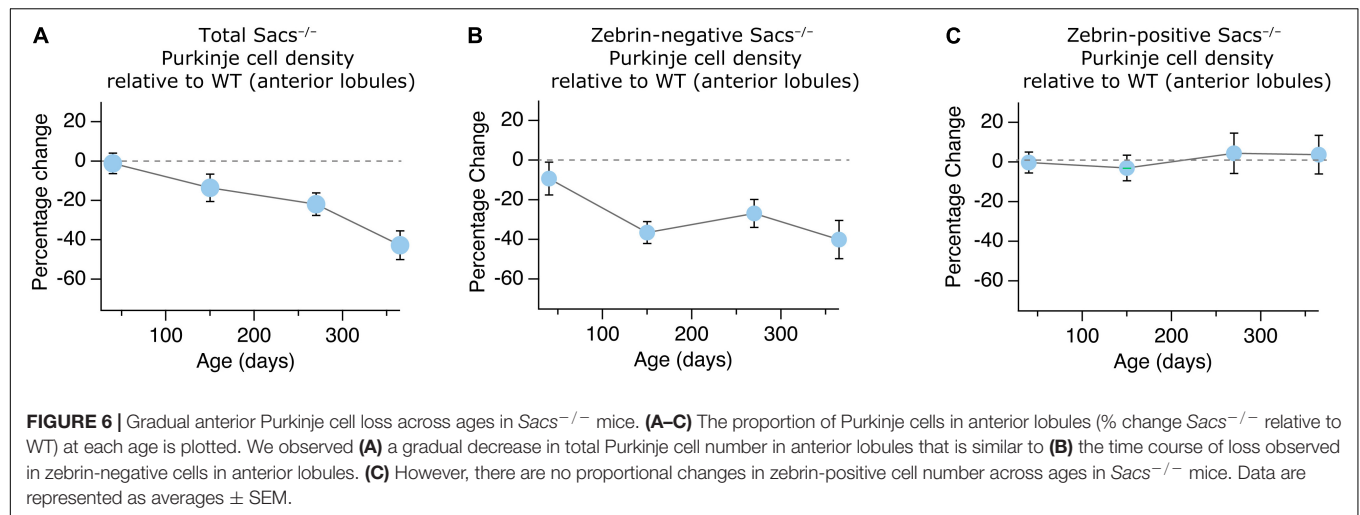 A
Total Sacs⁻/⁻
Purkinje cell density
relative to WT (anterior lobules)
Percentage change
20
0
-20
-40
-60
100
200
300
Age (days)
B
Zebrin-negative Sacs⁻/⁻
Purkinje cell density
relative to WT (anterior lobules)
Percentage Change
20
0
-20
-40
-60
100
200
300
Age (days)
C
Zebrin-positive Sacs⁻/⁻
Purkinje cell density
relative to WT (anterior lobules)
Percentage Change
20
0
-20
-40
-60
100
200
300
Age (days)
FIGURE 6 | Gradual anterior Purkinje cell loss across ages in Sacs⁻/⁻ mice. (A–C) The proportion of Purkinje cells in anterior lobules (% change Sacs⁻/⁻ relative to
WT) at each age is plotted. We observed (A) a gradual decrease in total Purkinje cell number in anterior lobules that is similar to (B) the time course of loss observed
in zebrin-negative cells in anterior lobules. (C) However, there are no proportional changes in zebrin-positive cell number across ages in Sacs⁻/⁻ mice. Data are
represented as averages ± SEM.